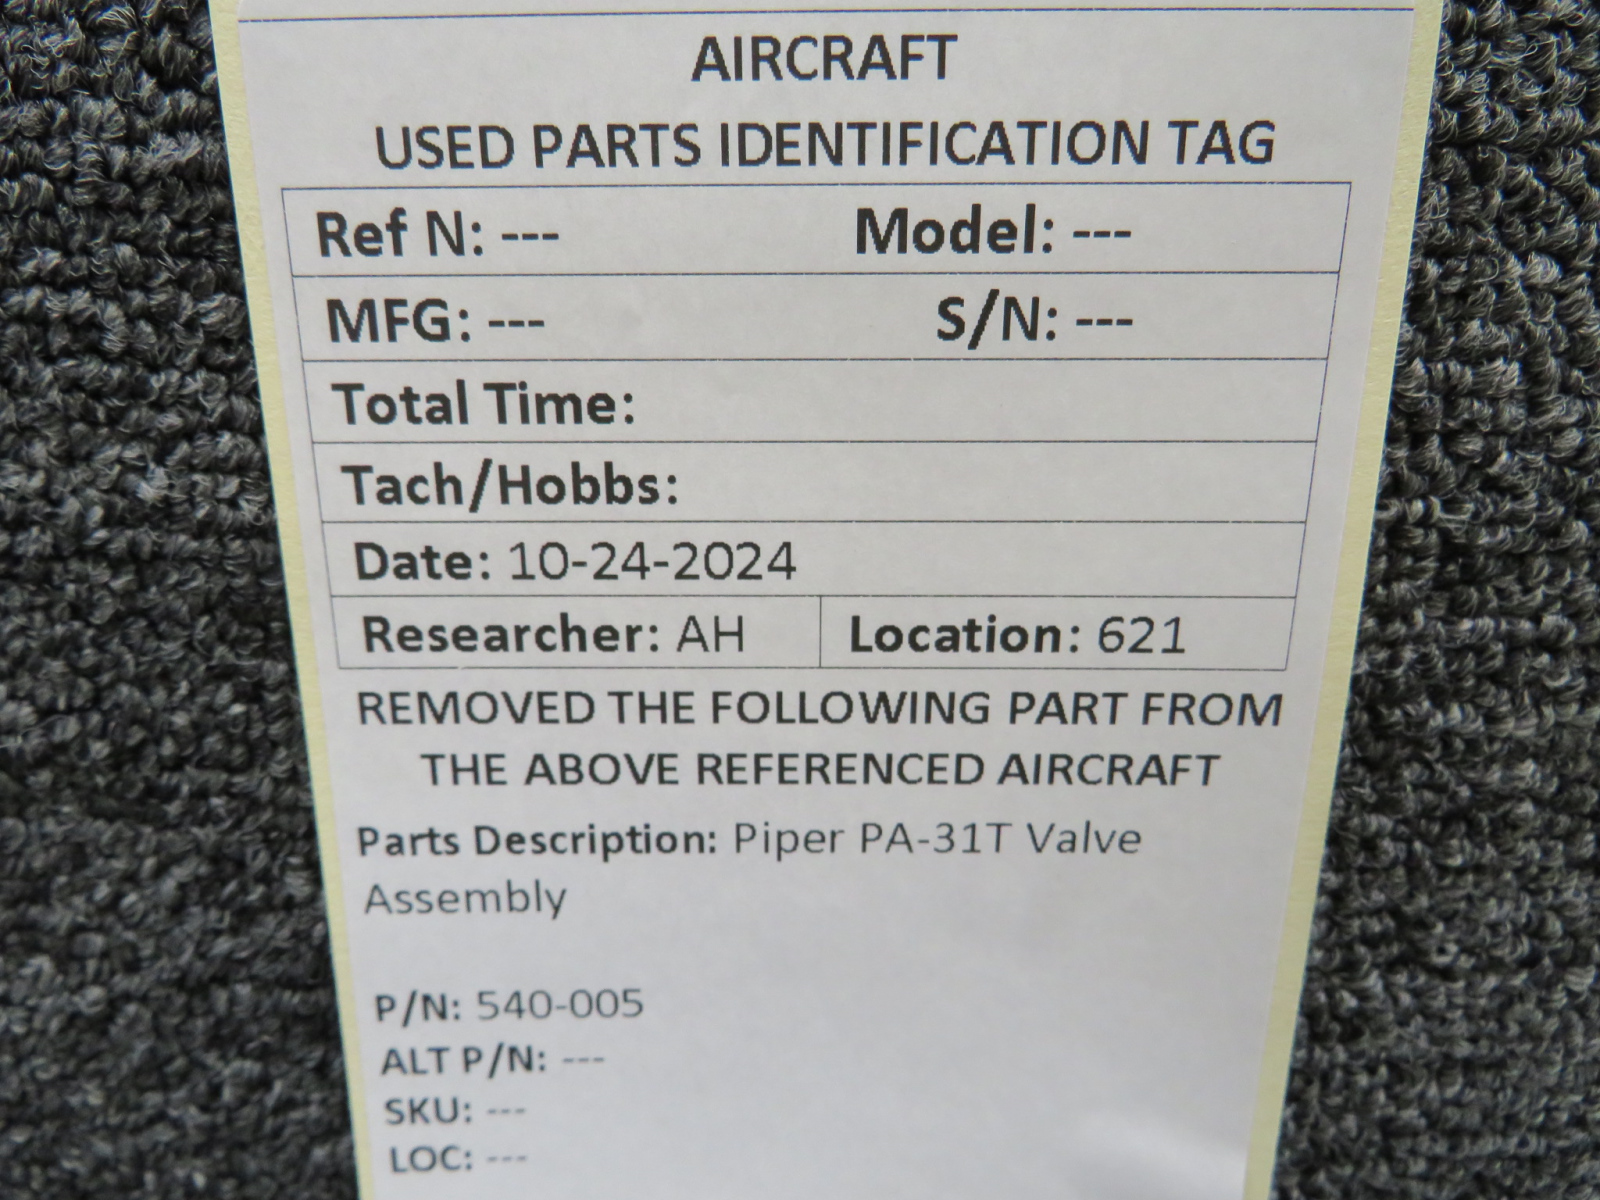 AIRCRAFT
USED PARTS IDENTIFICATION TAG
Ref N: --- Model: ---
MFG: --- S/N: ---
Total Time:
Tach/Hobbs:
Date: 10-24-2024
Researcher: AH Location: 621
REMOVED THE FOLLOWING PART FROM
THE ABOVE REFERENCED AIRCRAFT
Parts Description: Piper PA-31T Valve
Assembly
P/N: 540-005
ALT P/N: ---
SKU: ---
LOC: ---